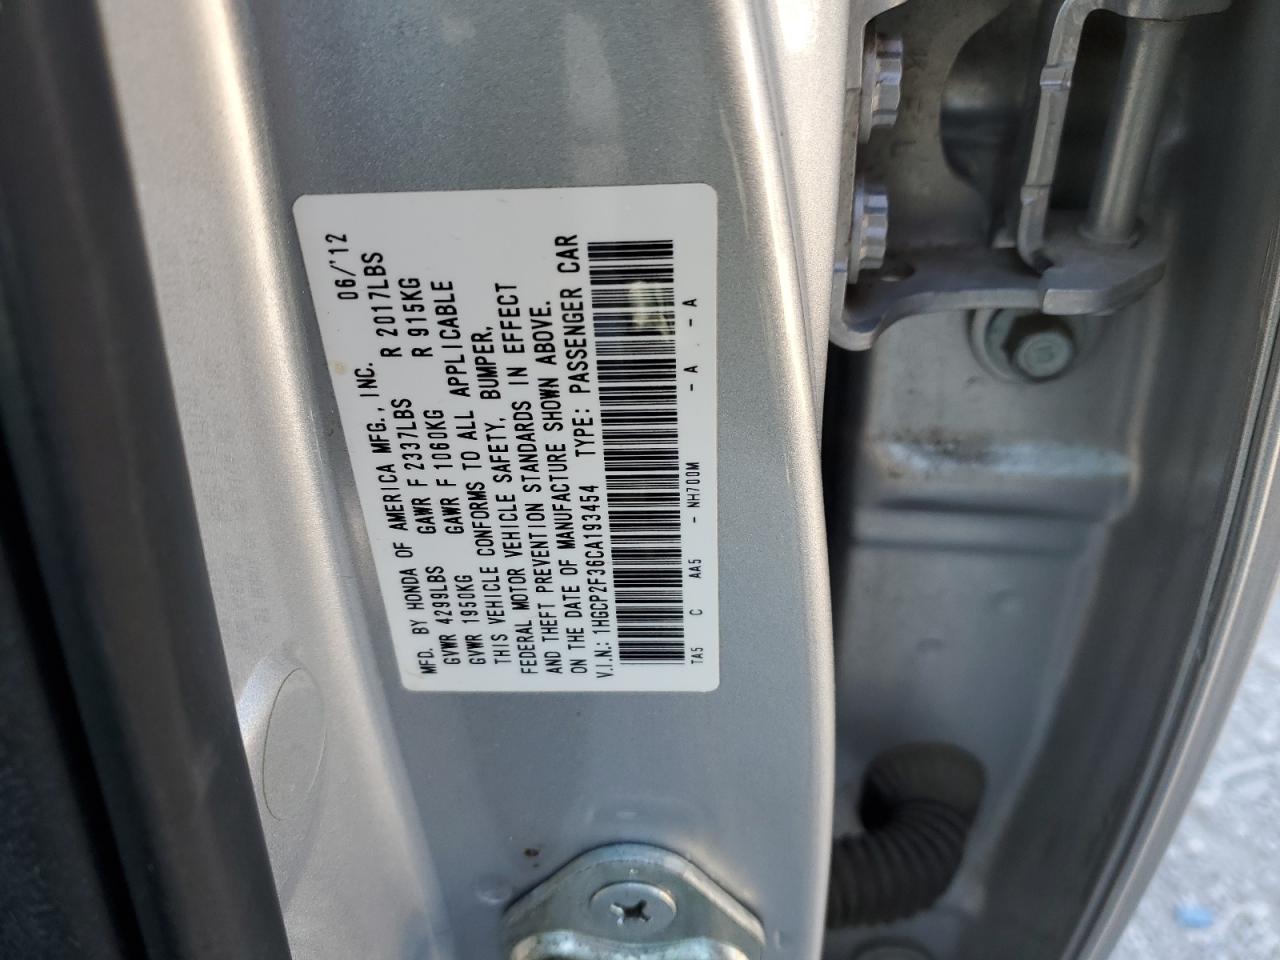 MFD. BY HONDA OF AMERICA MFG., INC. 06/'12
GVWR 4299LBS GAWR F 2337LBS R 2017LBS
GVWR 1950KG GAWR F 1060KG R 915KG
THIS VEHICLE CONFORMS TO ALL APPLICABLE
FEDERAL MOTOR VEHICLE SAFETY, BUMPER,
AND THEFT PREVENTION STANDARDS IN EFFECT
ON THE DATE OF MANUFACTURE SHOWN ABOVE.
V.I.N.: 1HGCP2F36CA193454 TYPE: PASSENGER CAR
TA5 C AA5 - NH700M - A - A